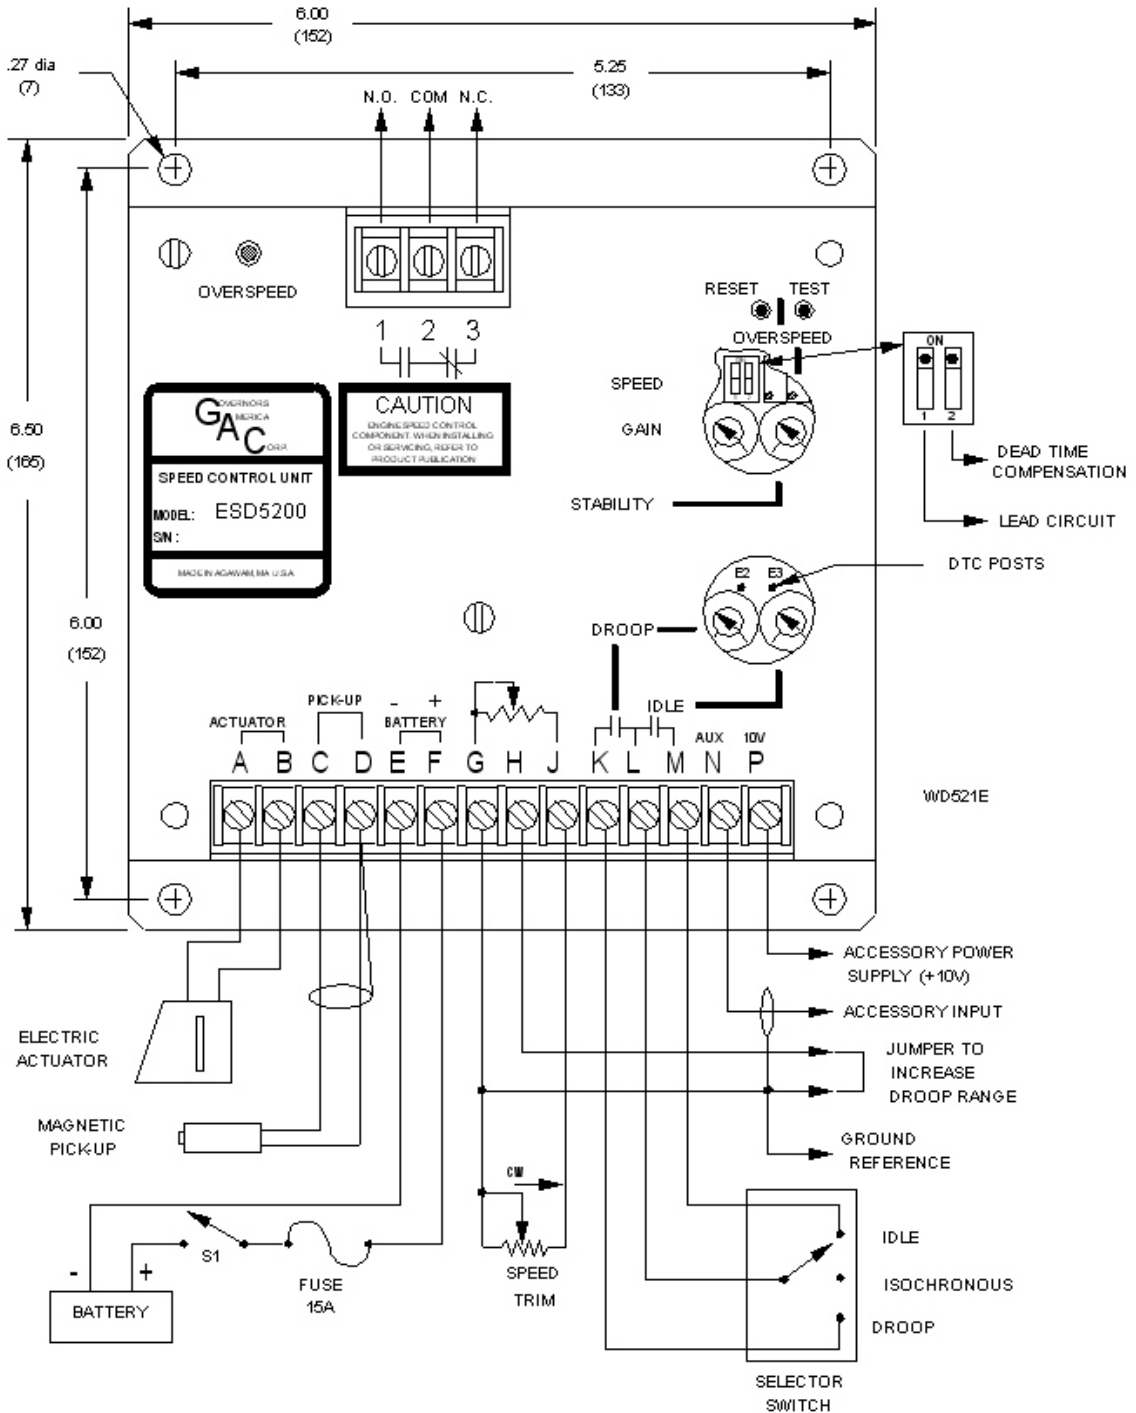 6.00
(152)
.27 dia
(7)
5.25
(133)
N.O. COM N.C.
OVERSPEED
1 2 3
RESET TEST
OVERSPEED
ON
1 2
SPEED
GAIN
STABILITY
DEAD TIME
COMPENSATION
LEAD CIRCUIT
DTC POSTS
GOVERNORS
AMERICA
CORP.
SPEED CONTROL UNIT
MODEL: ESD5200
S/N :
MADE IN AGAWAM, MA U.S.A.
CAUTION
ENGINE SPEED CONTROL
COMPONENT. WHEN INSTALLING
OR SERVICING, REFER TO
PRODUCT PUBLICATION
6.50
(165)
6.00
(152)
E2 E3
DROOP
IDLE
PICK-UP
ACTUATOR
- +
BATTERY
AUX 10V
A B C D E F G H J K L M N P
WD521E
ACCESSORY POWER
SUPPLY (+10V)
ACCESSORY INPUT
JUMPER TO
INCREASE
DROOP RANGE
GROUND
REFERENCE
ELECTRIC
ACTUATOR
MAGNETIC
PICK-UP
CW
SPEED
TRIM
S1
FUSE
15A
- +
BATTERY
IDLE
ISOCHRONOUS
DROOP
SELECTOR
SWITCH